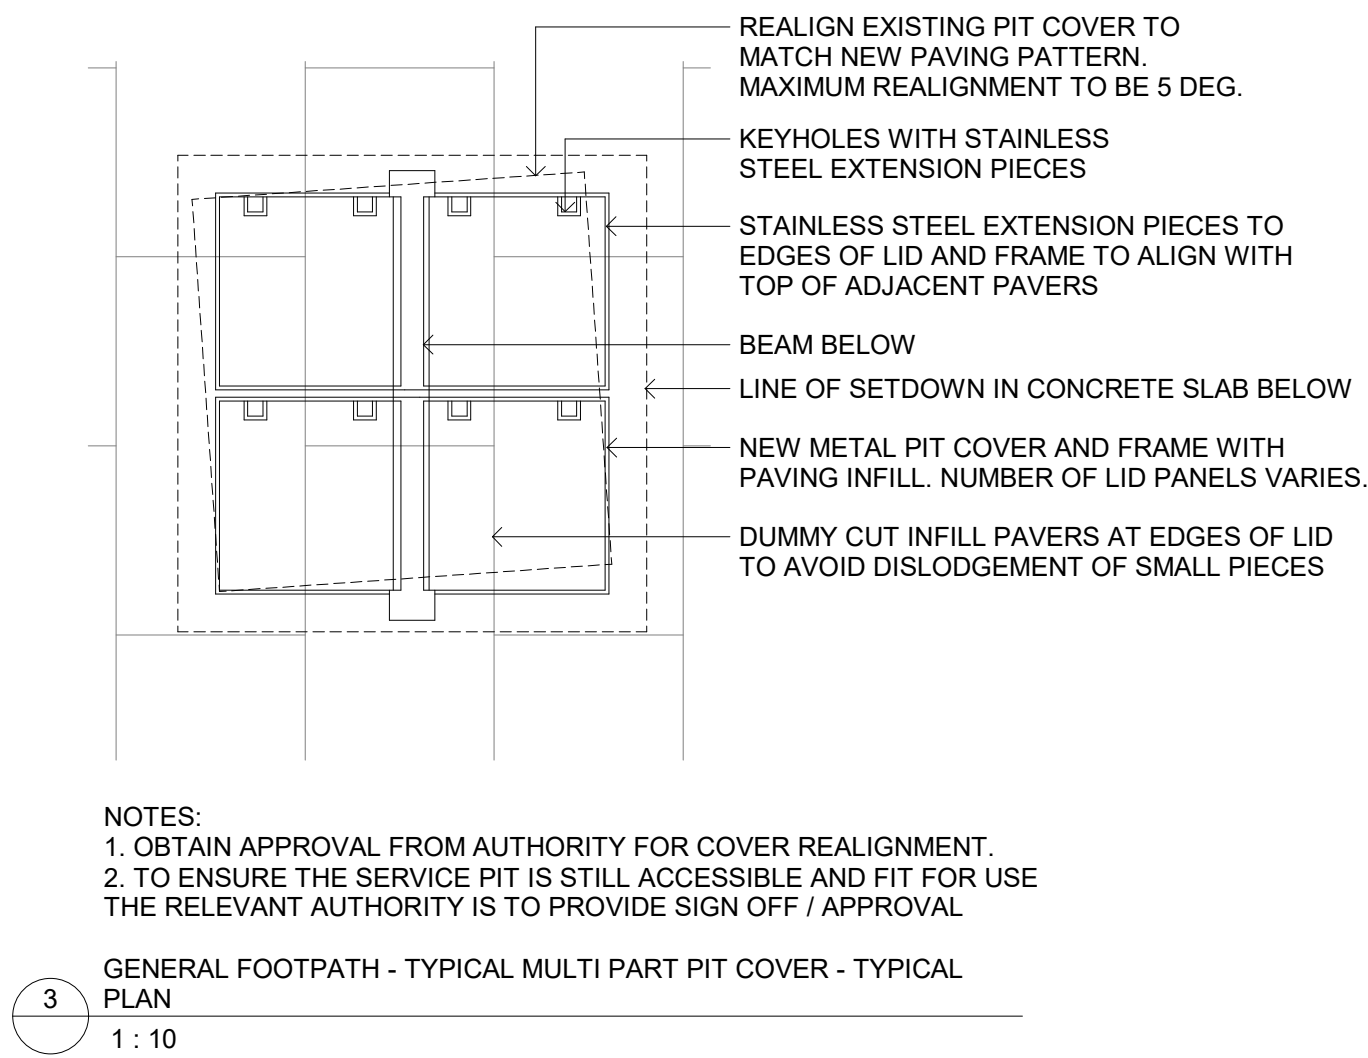 REALIGN EXISTING PIT COVER TO
MATCH NEW PAVING PATTERN.
MAXIMUM REALIGNMENT TO BE 5 DEG.
KEYHOLES WITH STAINLESS
STEEL EXTENSION PIECES
STAINLESS STEEL EXTENSION PIECES TO
EDGES OF LID AND FRAME TO ALIGN WITH
TOP OF ADJACENT PAVERS
BEAM BELOW
LINE OF SETDOWN IN CONCRETE SLAB BELOW
NEW METAL PIT COVER AND FRAME WITH
PAVING INFILL. NUMBER OF LID PANELS VARIES.
DUMMY CUT INFILL PAVERS AT EDGES OF LID
TO AVOID DISLODGEMENT OF SMALL PIECES
NOTES:
1. OBTAIN APPROVAL FROM AUTHORITY FOR COVER REALIGNMENT.
2. TO ENSURE THE SERVICE PIT IS STILL ACCESSIBLE AND FIT FOR USE
THE RELEVANT AUTHORITY IS TO PROVIDE SIGN OFF / APPROVAL
GENERAL FOOTPATH - TYPICAL MULTI PART PIT COVER - TYPICAL
3 PLAN
1 : 10